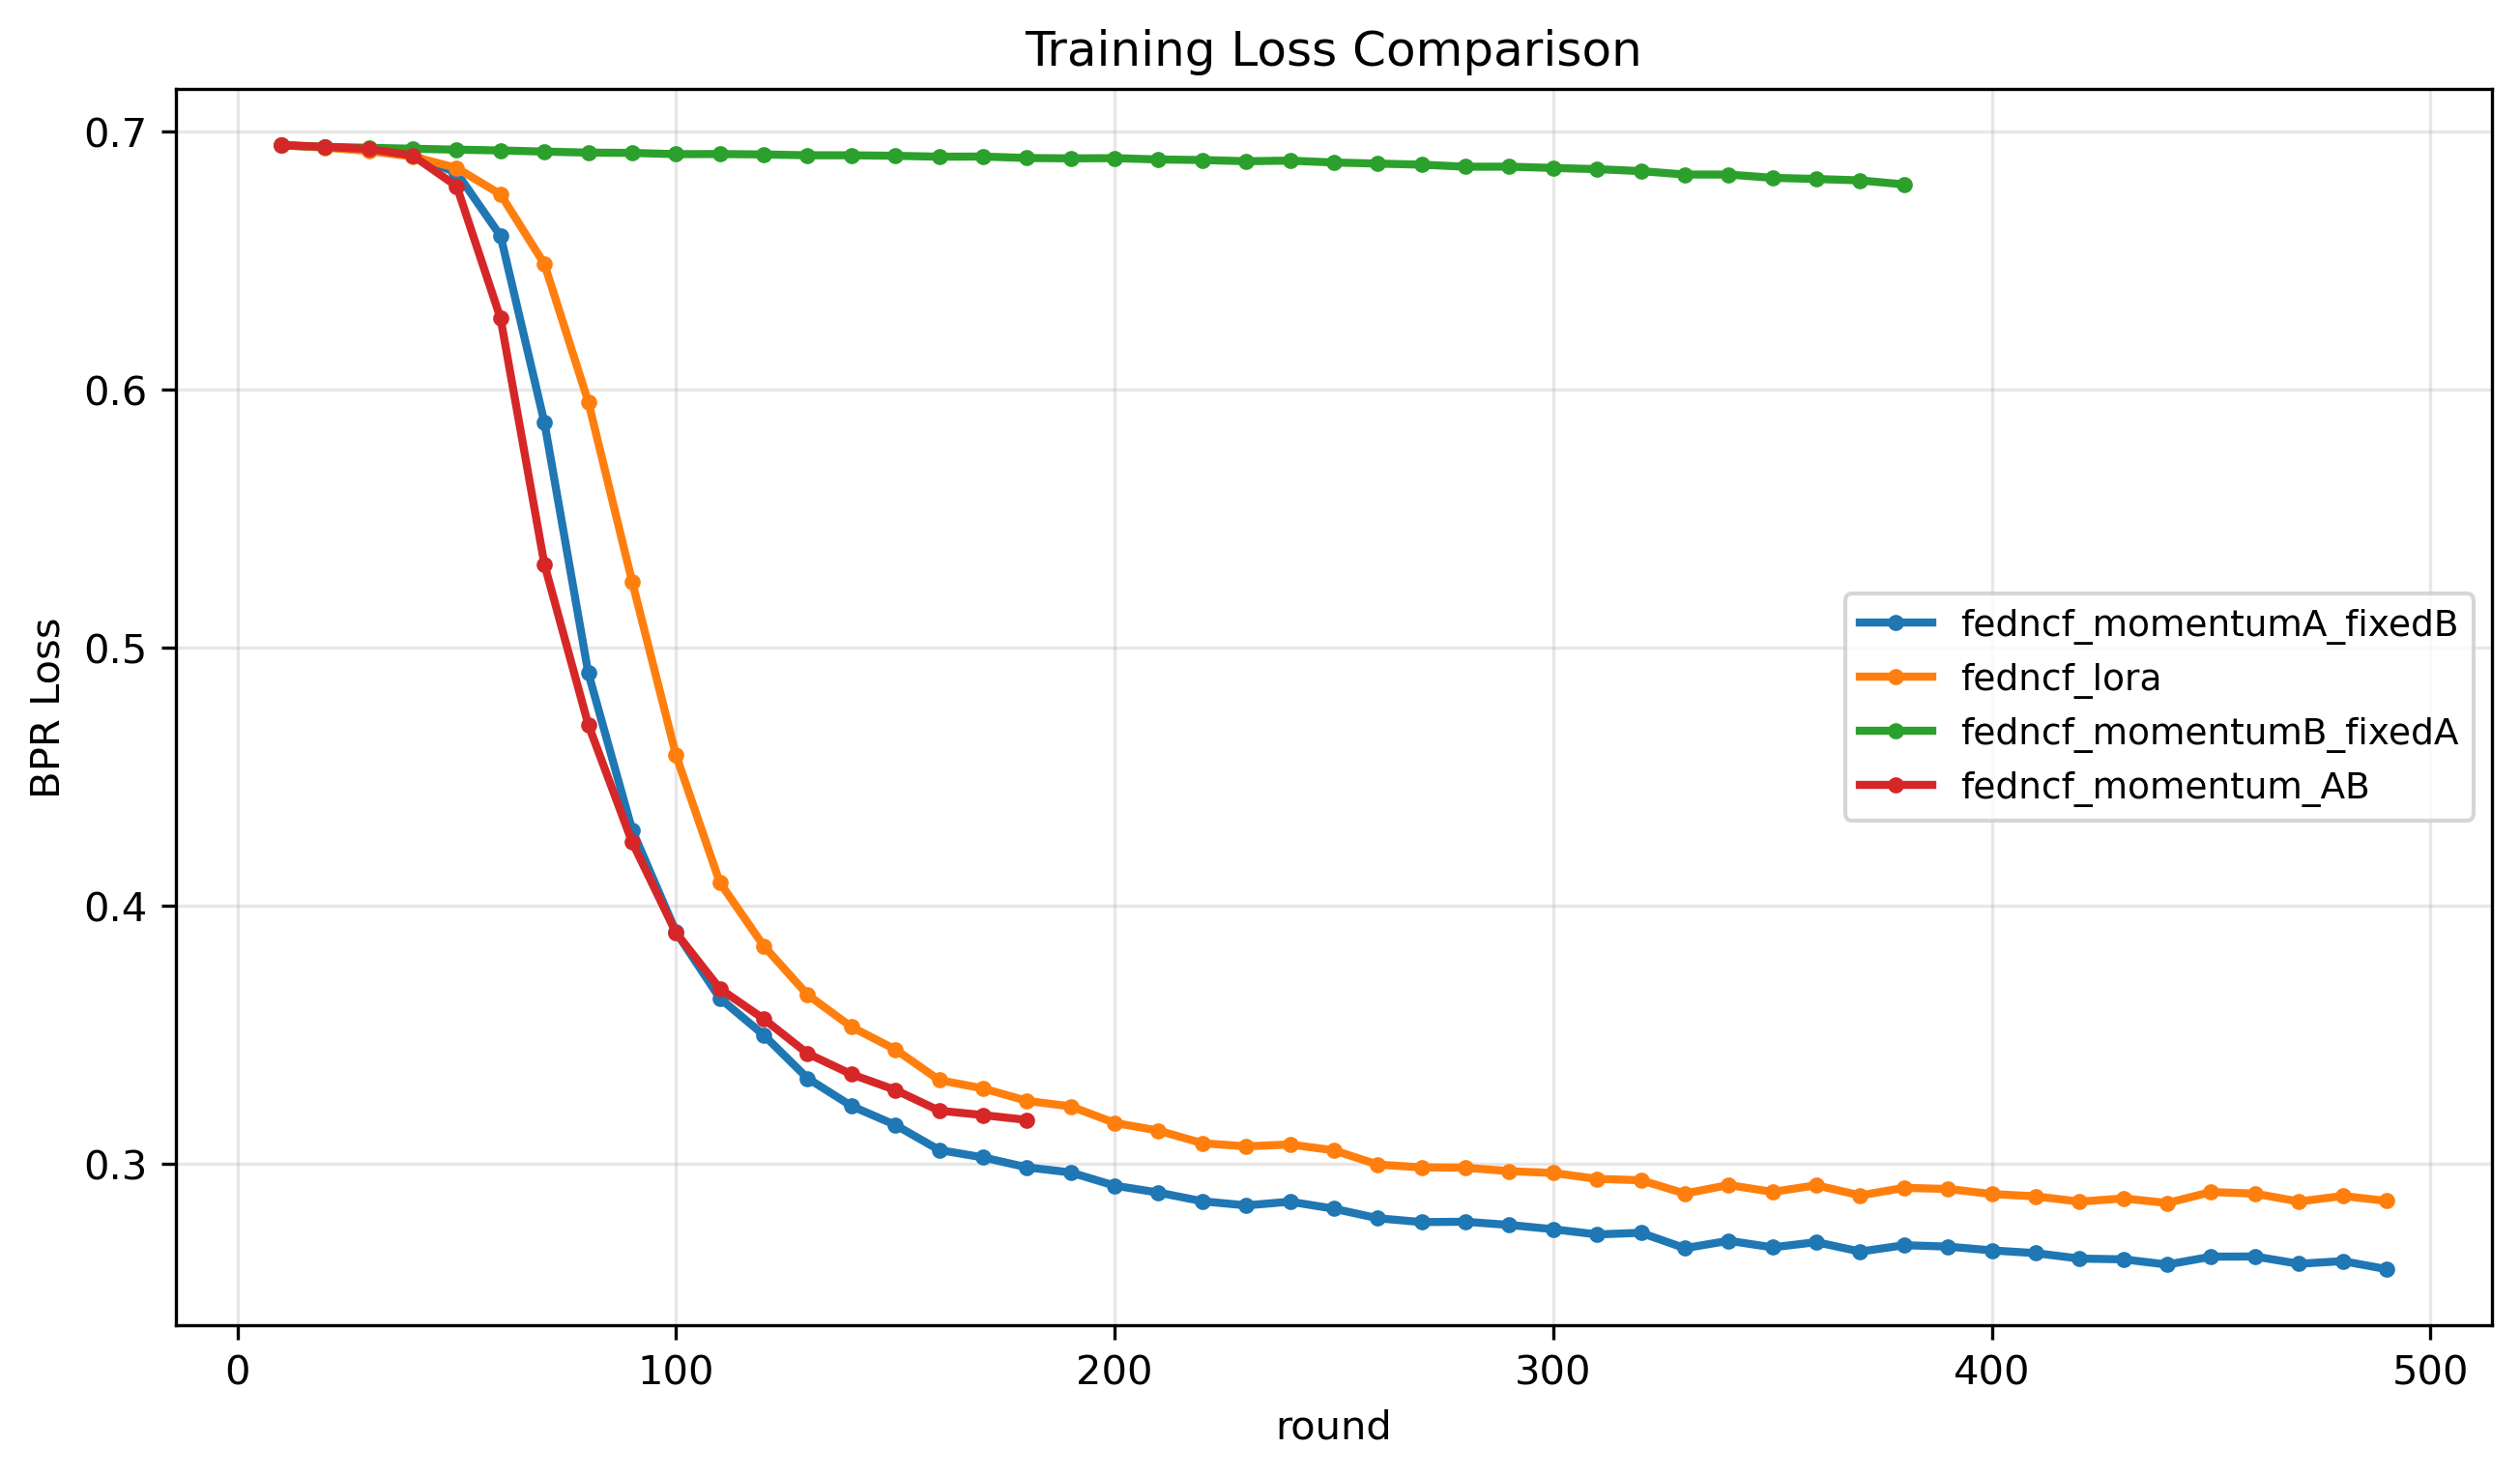 Training Loss Comparison
BPR Loss
0.7
0.6
0.5
0.4
0.3
fedncf_momentumA_fixedB
fedncf_lora
fedncf_momentumB_fixedA
fedncf_momentum_AB
0 100 200 300 400 500
round